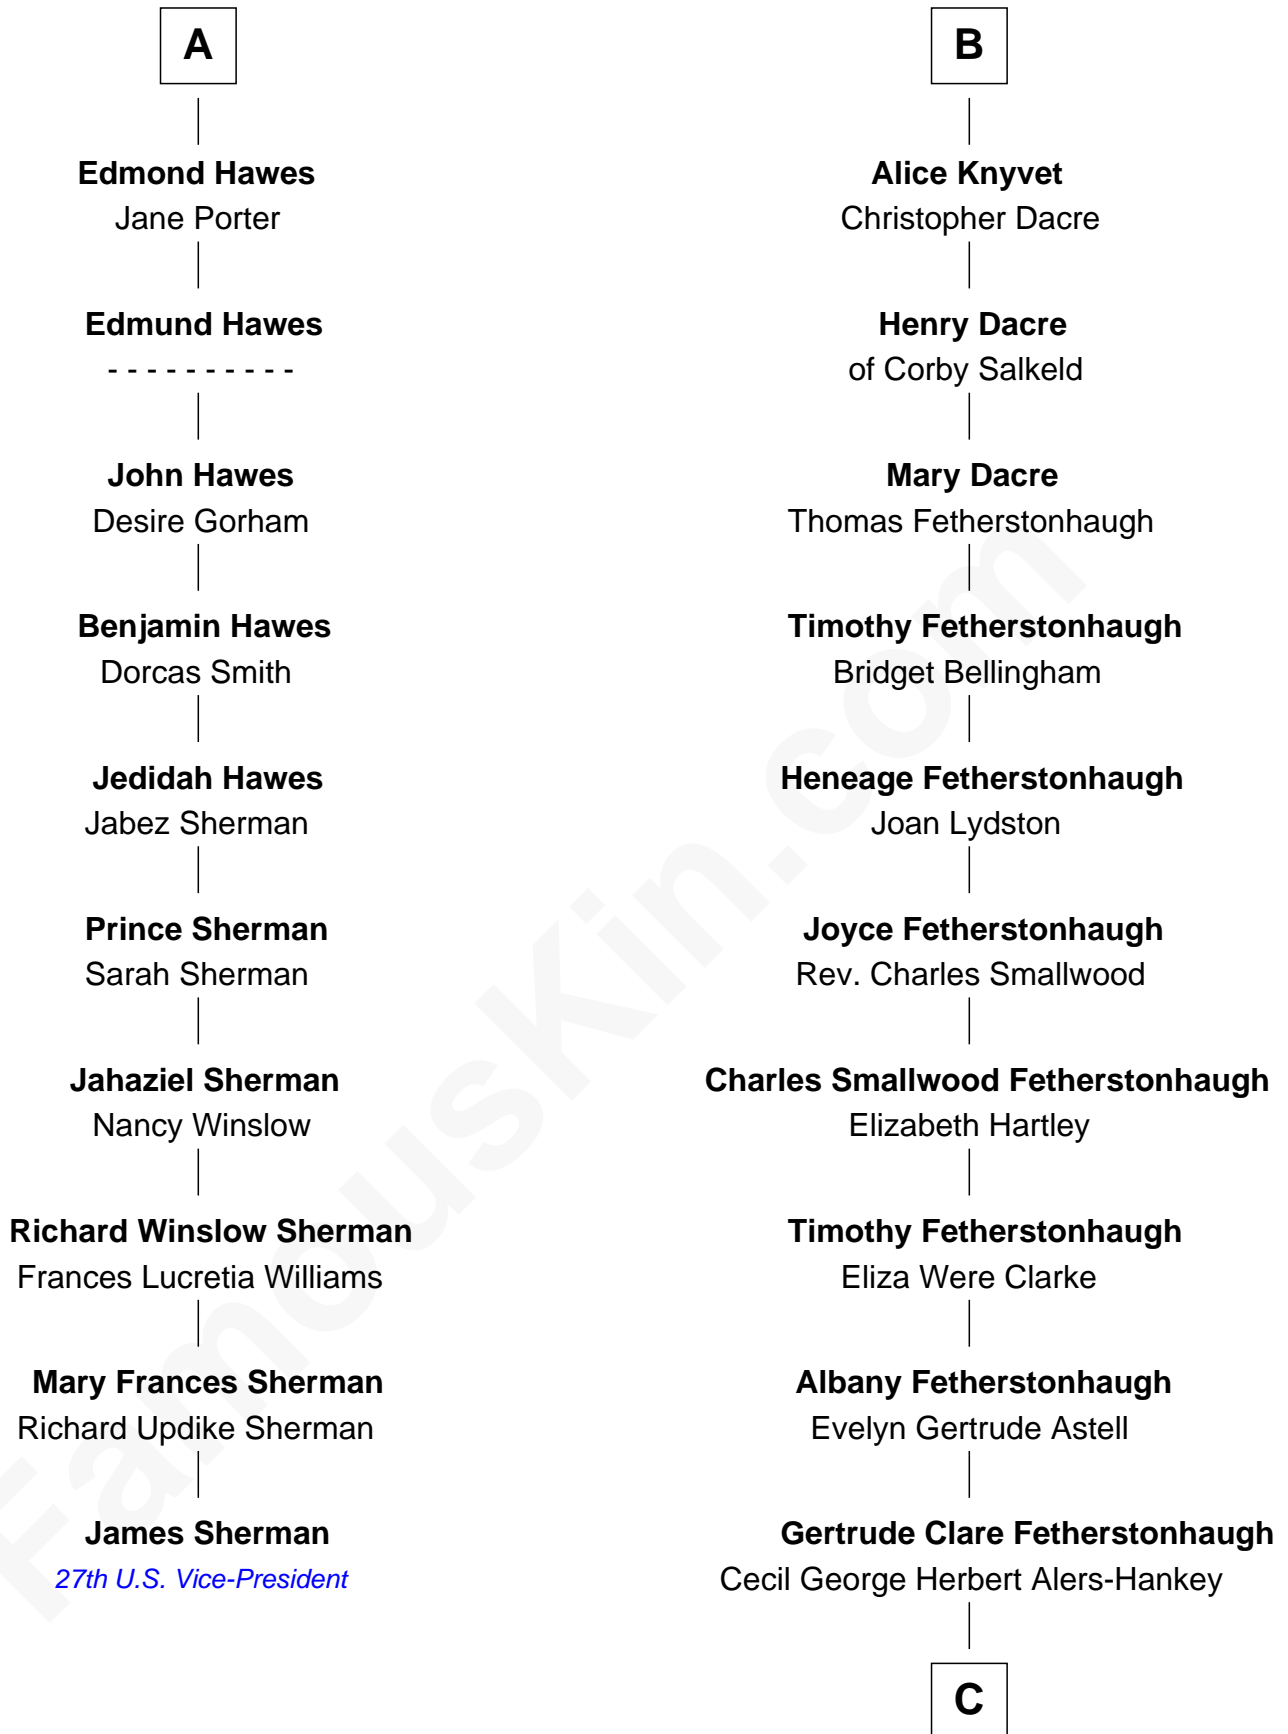 A
Edmond Hawes
Jane Porter
Edmund Hawes
- - - - - - - - - -
John Hawes
Desire Gorham
Benjamin Hawes
Dorcas Smith
Jedidah Hawes
Jabez Sherman
Prince Sherman
Sarah Sherman
Jahaziel Sherman
Nancy Winslow
Richard Winslow Sherman
Frances Lucretia Williams
Mary Frances Sherman
Richard Updike Sherman
James Sherman
27th U.S. Vice-President
B
Alice Knyvet
Christopher Dacre
Henry Dacre
of Corby Salkeld
Mary Dacre
Thomas Fetherstonhaugh
Timothy Fetherstonhaugh
Bridget Bellingham
Heneage Fetherstonhaugh
Joan Lydston
Joyce Fetherstonhaugh
Rev. Charles Smallwood
Charles Smallwood Fetherstonhaugh
Elizabeth Hartley
Timothy Fetherstonhaugh
Eliza Were Clarke
Albany Fetherstonhaugh
Evelyn Gertrude Astell
Gertrude Clare Fetherstonhaugh
Cecil George Herbert Alers-Hankey
C
FamousKin.com